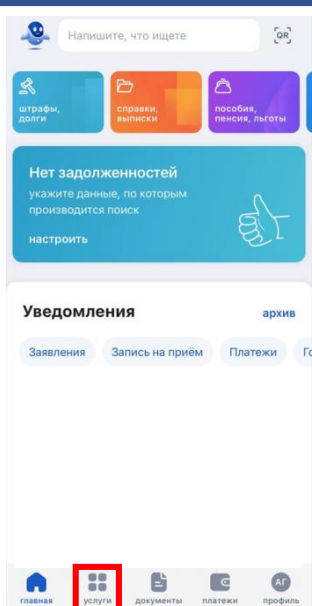 Напишите, что ищете
QR
штрафы,
долги
справки,
выписки
пособия,
пенсия, льготы
Нет задолженностей
укажите данные, по которым
производится поиск
настроить
Уведомления
архив
Заявления
Запись на приём
Платежи
Го
главная
услуги
документы
платежи
АГ
профиль